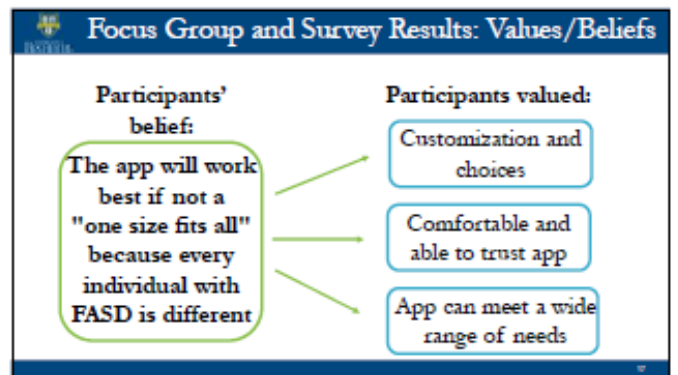 Focus Group and Survey Results: Values/Beliefs
Participants'
belief:
The app will work
best if not a
"one size fits all"
because every
individual with
FASD is different
Participants valued:
Customization and
choices
Comfortable and
able to trust app
App can meet a wide
range of needs